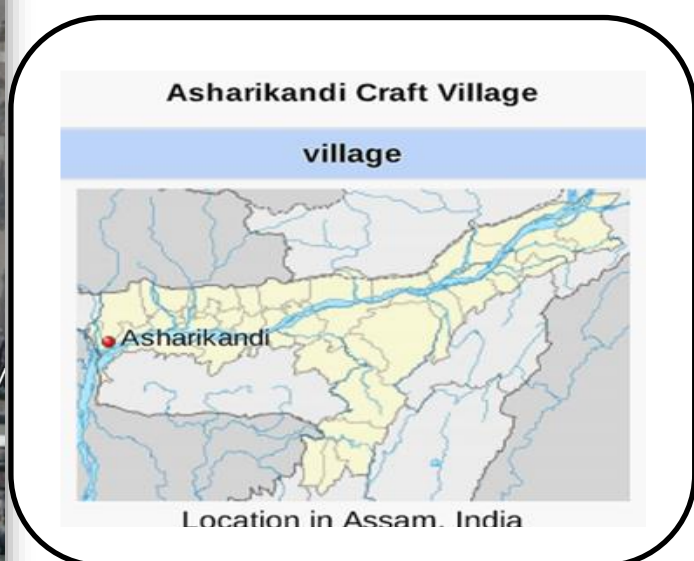 Asharikandi Craft Village
village
Asharikandi
Location in Assam, India